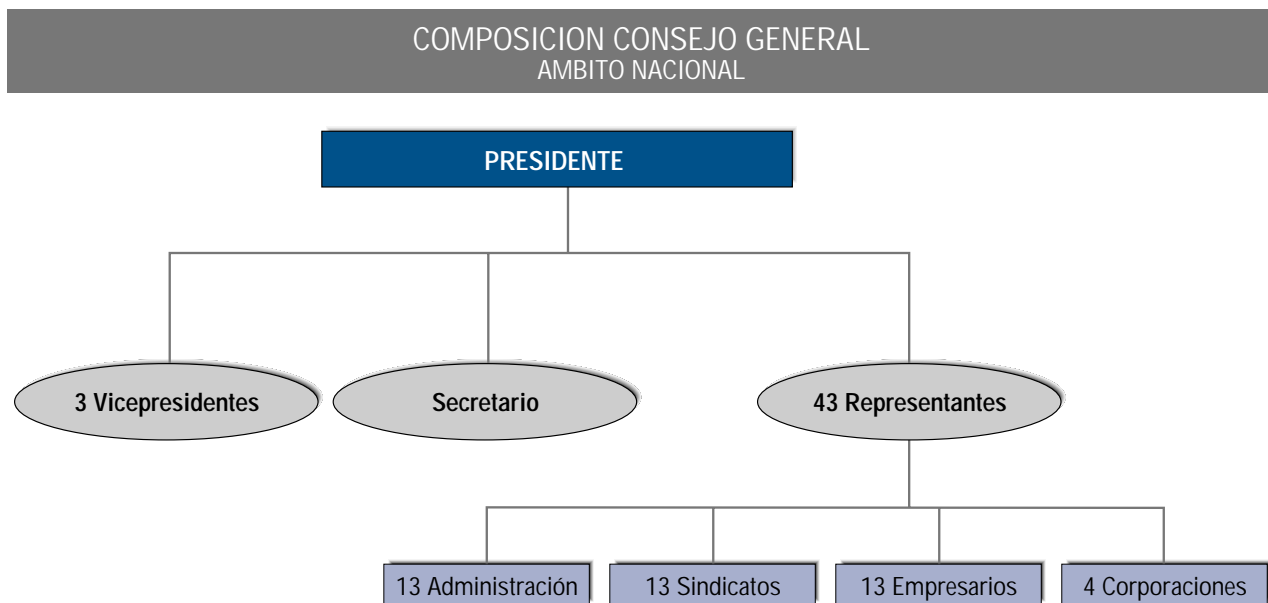 COMPOSICION CONSEJO GENERAL
AMBITO NACIONAL
PRESIDENTE
3 Vicepresidentes
Secretario
43 Representantes
13 Administración
13 Sindicatos
13 Empresarios
4 Corporaciones